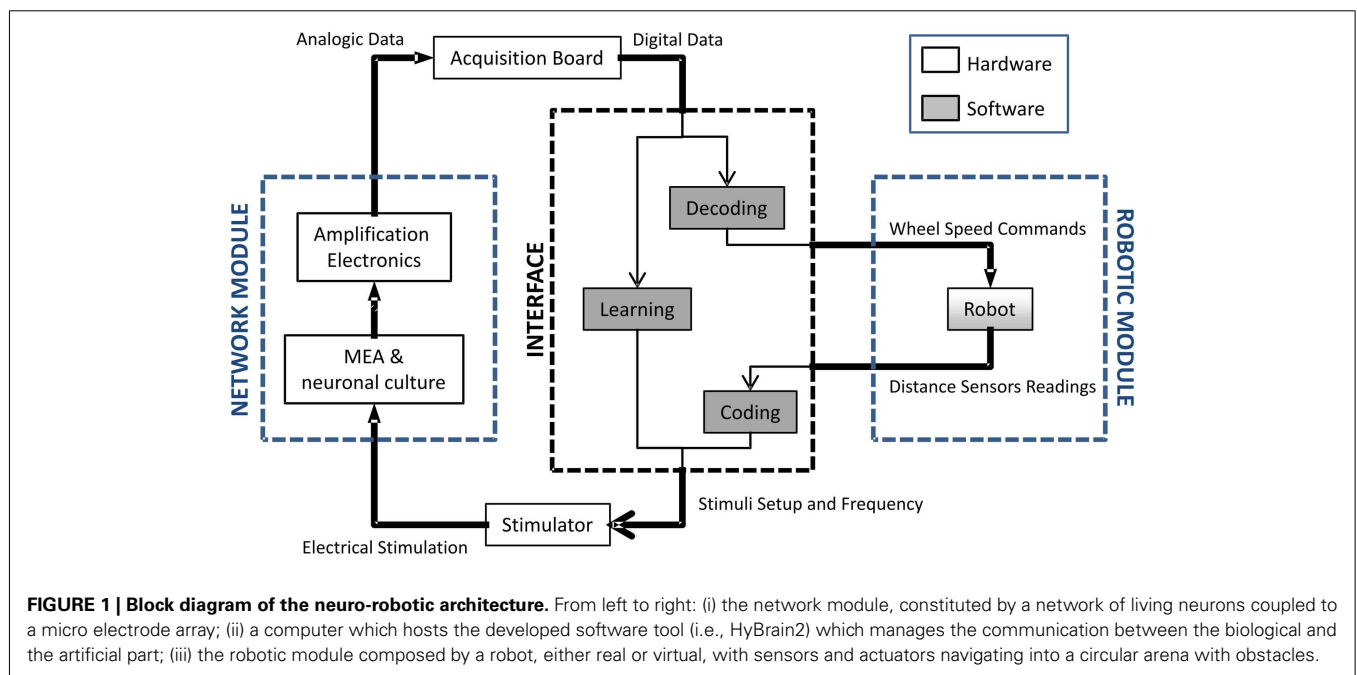 Analogic Data
Acquisition Board
Digital Data
Hardware
Software
NETWORK MODULE
Amplification
Electronics
MEA &
neuronal culture
INTERFACE
Decoding
Learning
Coding
Wheel Speed Commands
Robot
Distance Sensors Readings
ROBOTIC MODULE
Stimuli Setup and Frequency
Stimulator
Electrical Stimulation
FIGURE 1 | Block diagram of the neuro-robotic architecture. From left to right: (i) the network module, constituted by a network of living neurons coupled to
a micro electrode array; (ii) a computer which hosts the developed software tool (i.e., HyBrain2) which manages the communication between the biological and
the artificial part; (iii) the robotic module composed by a robot, either real or virtual, with sensors and actuators navigating into a circular arena with obstacles.